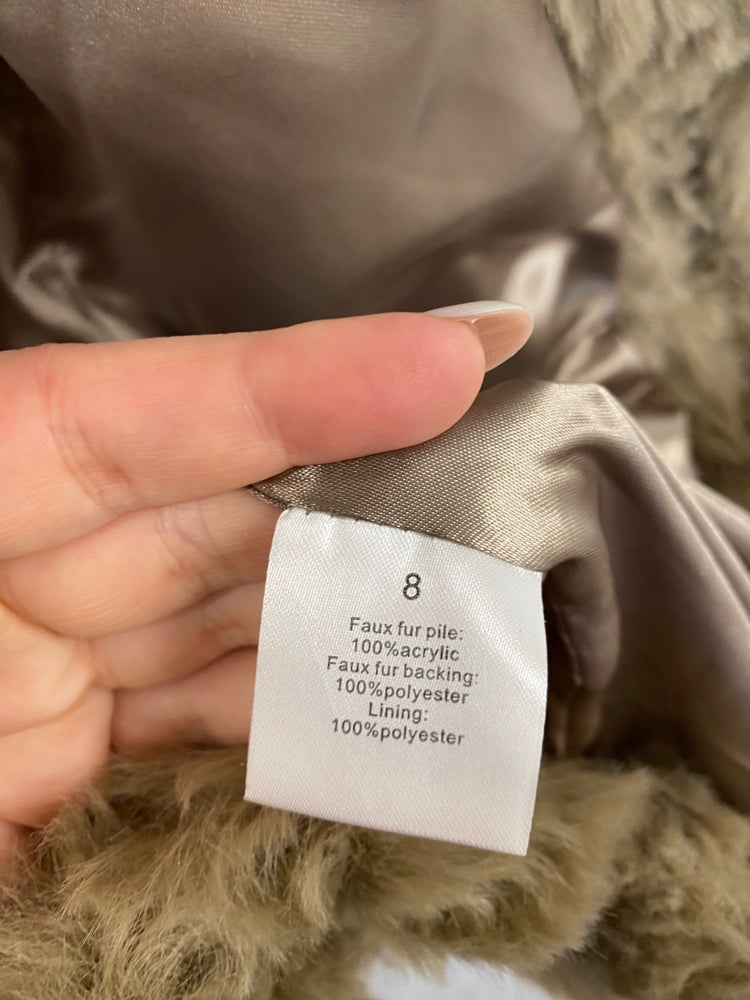 8
Faux fur pile:
100%acrylic
Faux fur backing:
100%polyester
Lining:
100%polyester